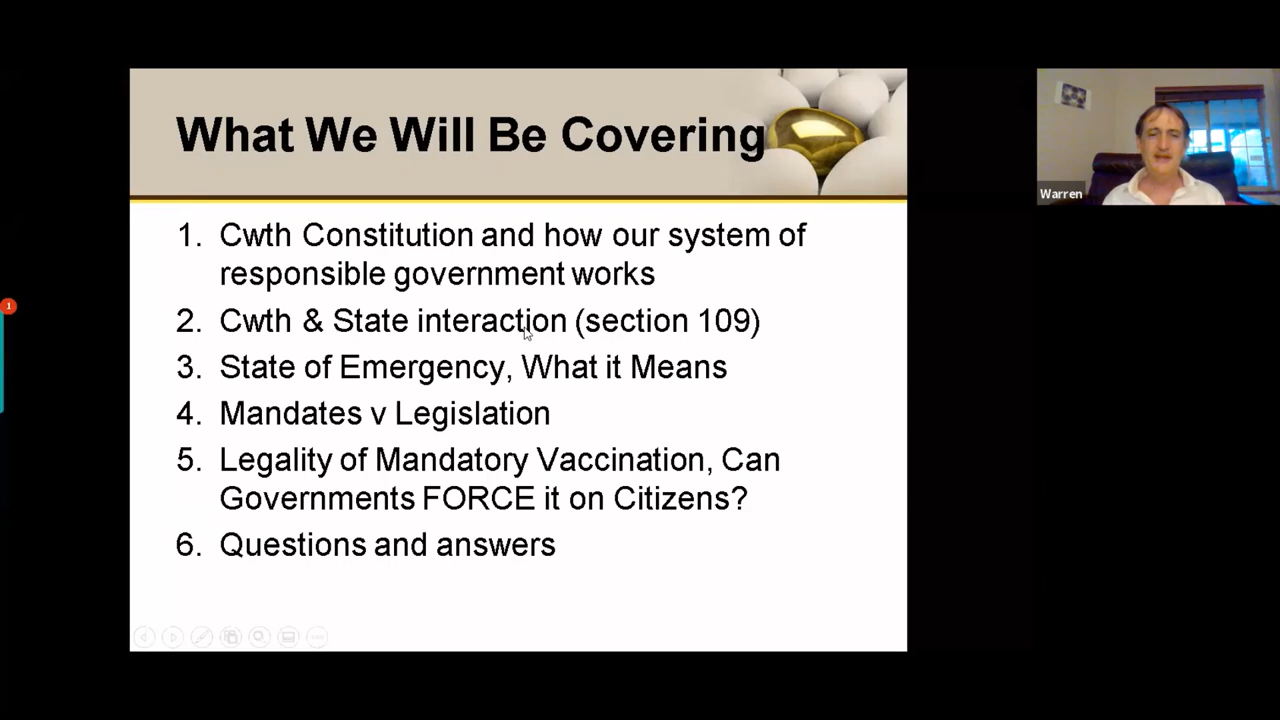 What We Will Be Covering
1. Cwth Constitution and how our system of
responsible government works
2. Cwth & State interaction (section 109)
3. State of Emergency, What it Means
4. Mandates v Legislation
5. Legality of Mandatory Vaccination, Can
Governments FORCE it on Citizens?
6. Questions and answers
Warren
1